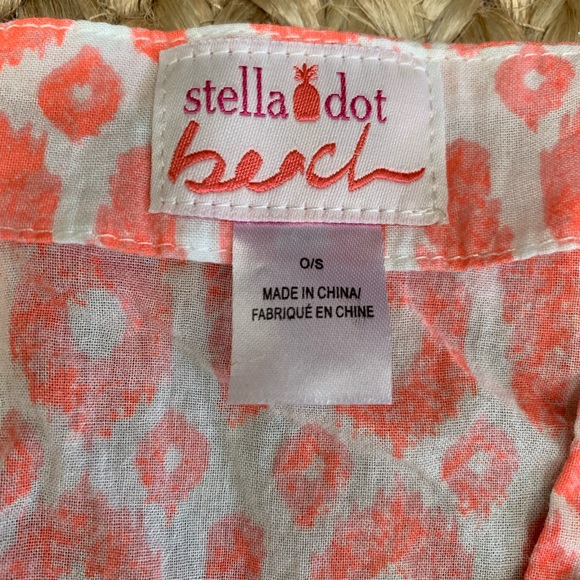 stella dot
beach
O/S
MADE IN CHINA/
FABRIQUÉ EN CHINE